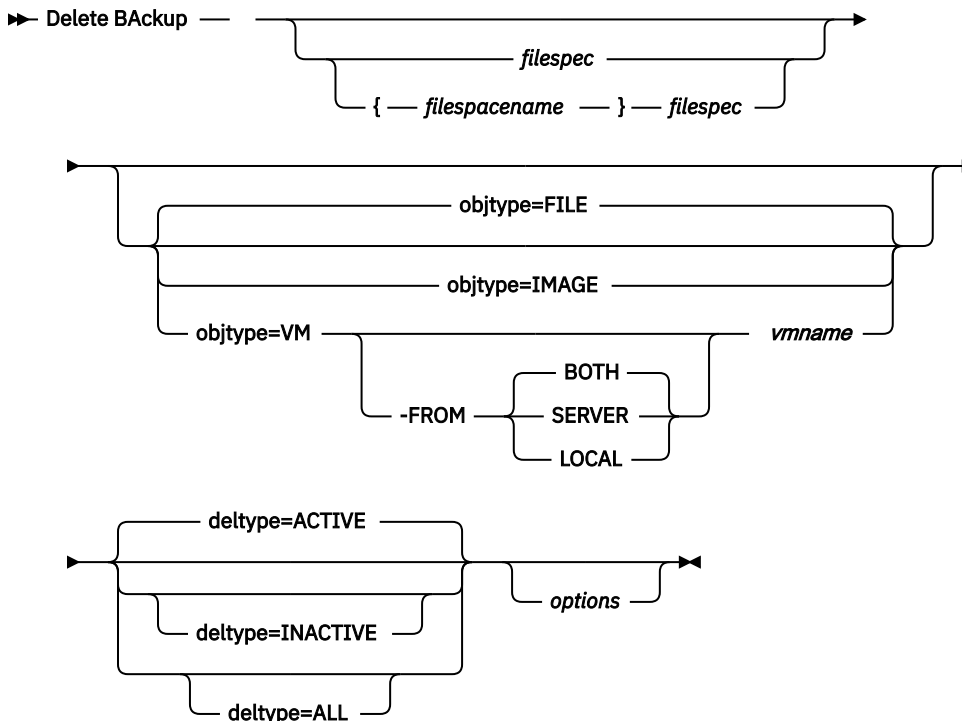 Delete BAckup
filespec
{ filespacename } filespec
objtype=FILE
objtype=IMAGE
objtype=VM vmname
BOTH
-FROM SERVER
LOCAL
deltype=ACTIVE
options
deltype=INACTIVE
deltype=ALL